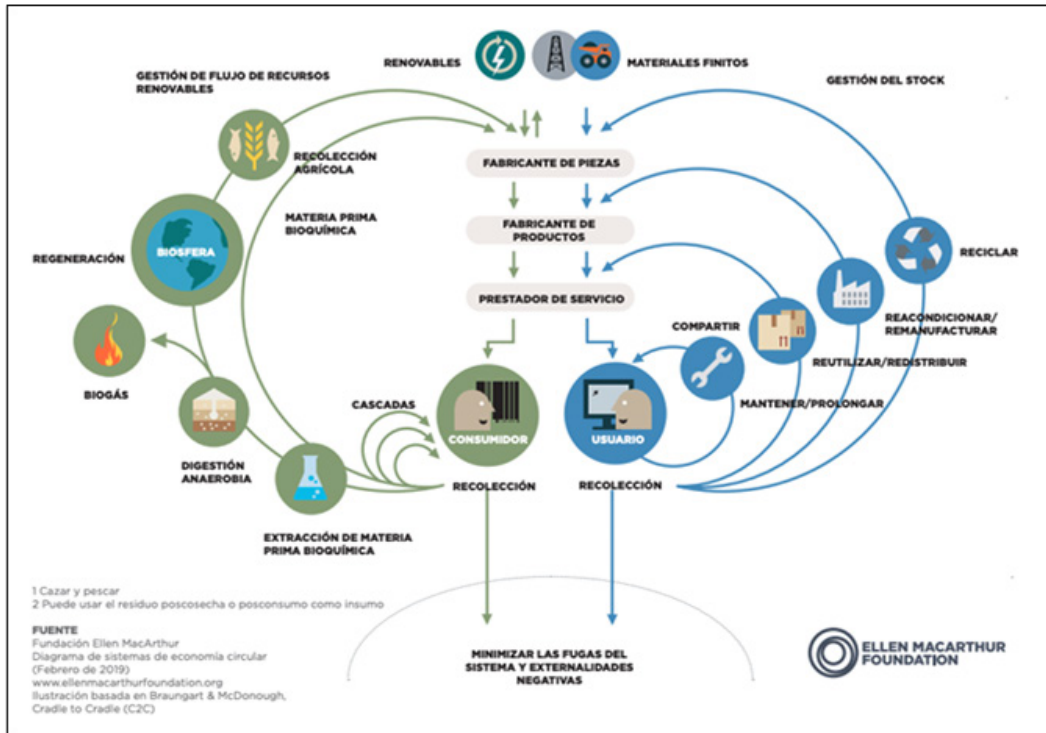 RENOVABLES
MATERIALES FINITOS
GESTIÓN DE FLUJO DE RECURSOS
RENOVABLES
GESTIÓN DEL STOCK
RECOLECCIÓN
AGRÍCOLA
FABRICANTE DE PIEZAS
MATERIA PRIMA
BIOQUÍMICA
FABRICANTE DE
PRODUCTOS
REGENERACIÓN
BIOSFERA
RECICLAR
PRESTADOR DE SERVICIO
REACONDICIONAR/
REMANUFACTURAR
COMPARTIR
REUTILIZAR/REDISTRIBUIR
BIOGÁS
CASCADAS
MANTENER/PROLONGAR
CONSUMIDOR
USUARIO
DIGESTIÓN
ANAEROBIA
RECOLECCIÓN
RECOLECCIÓN
EXTRACCIÓN DE MATERIA
PRIMA BIOQUÍMICA
1 Cazar y pescar
2 Puede usar el residuo poscosecha o posconsumo como insumo
FUENTE
Fundación Ellen MacArthur
Diagrama de sistemas de economía circular
(Febrero de 2019)
www.ellenmacarthurfoundation.org
Ilustración basada en Braungart & McDonough,
Cradle to Cradle (C2C)
MINIMIZAR LAS FUGAS DEL
SISTEMA Y EXTERNALIDADES
NEGATIVAS
ELLEN MACARTHUR
FOUNDATION